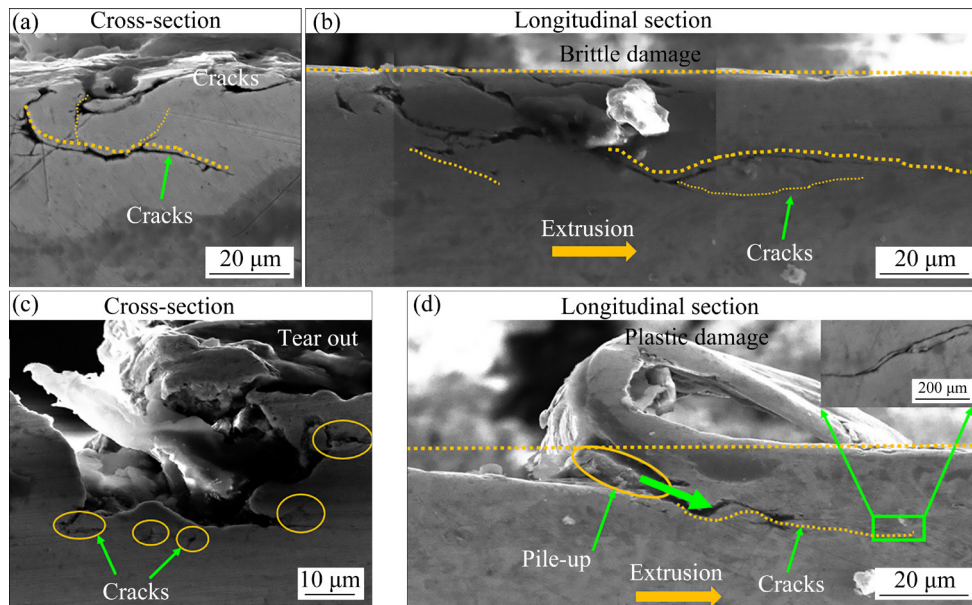 (a)
Cross-section
Cracks
Cracks
20 μm
(b)
Longitudinal section
Brittle damage
Extrusion
Cracks
20 μm
(c)
Cross-section
Tear out
Cracks
10 μm
(d)
Longitudinal section
Plastic damage
200 μm
Pile-up
Extrusion
Cracks
20 μm